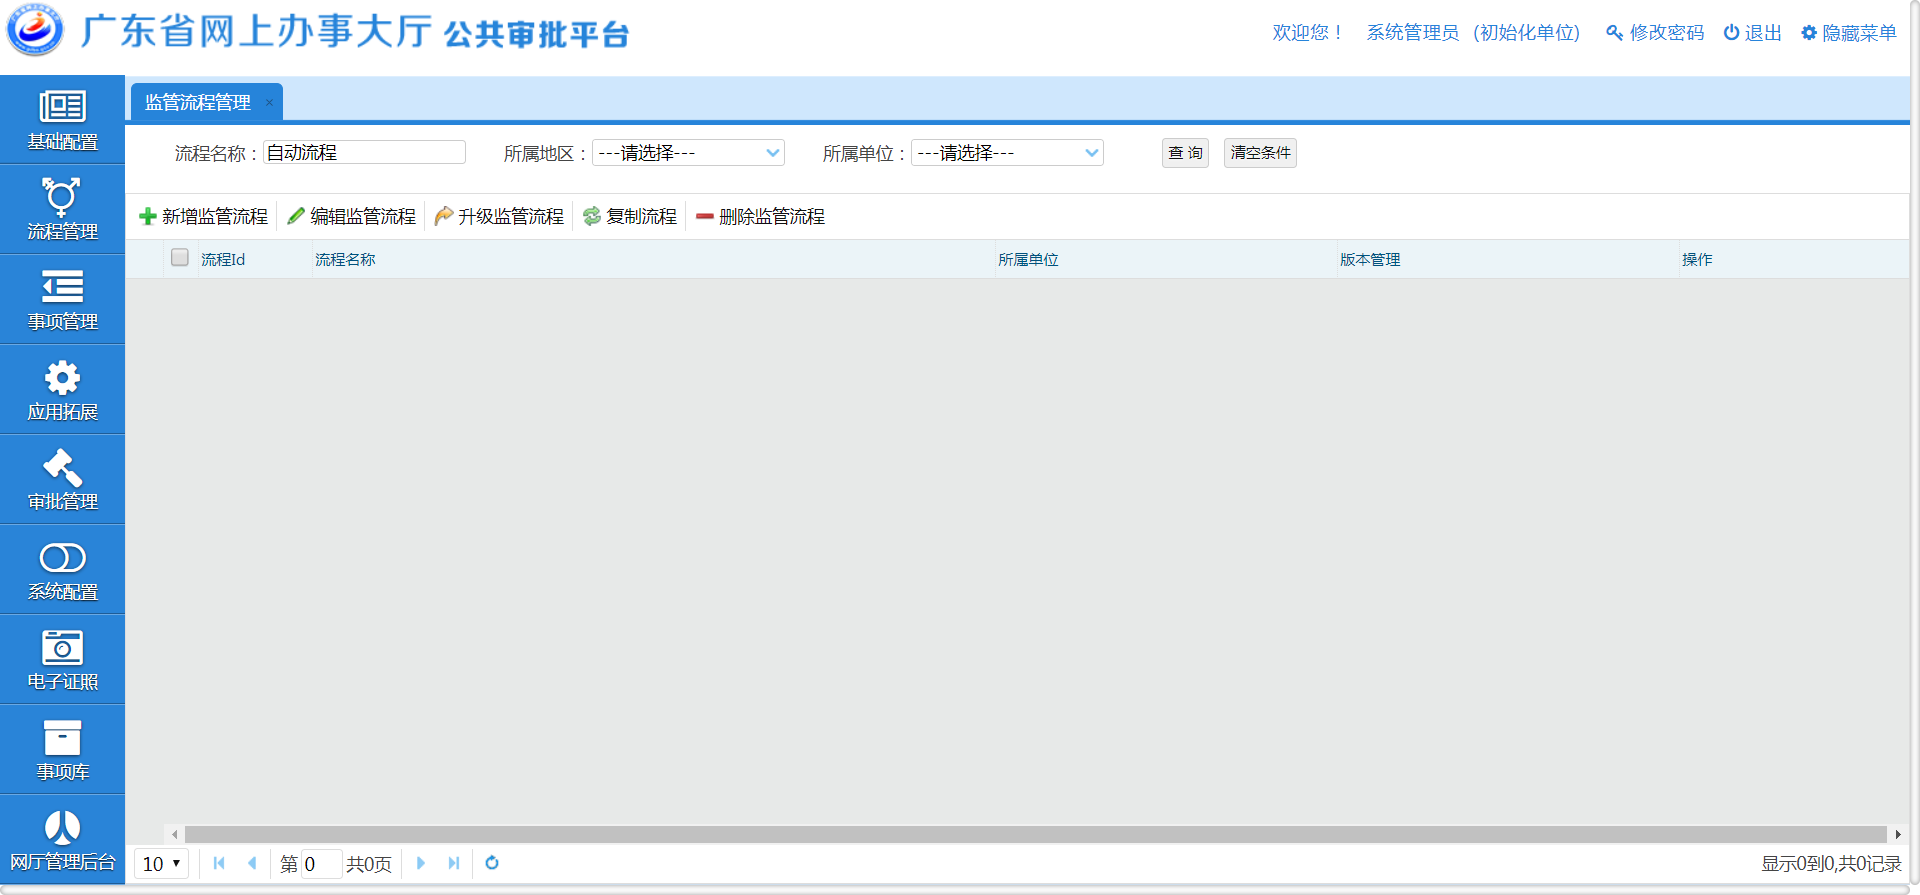 广东省网上办事大厅 公共审批平台
欢迎您！ 系统管理员 (初始化单位) 修改密码 退出 隐藏菜单
基础配置
流程管理
事项管理
应用拓展
审批管理
系统配置
电子证照
事项库
网厅管理后台
监管流程管理 ×
流程名称： 自动流程 所属地区： ---请选择--- 所属单位： ---请选择--- 查 询 清空条件
新增监管流程 编辑监管流程 升级监管流程 复制流程 删除监管流程
流程Id 流程名称 所属单位 版本管理 操作
10 第 0 共0页 显示0到0,共0记录